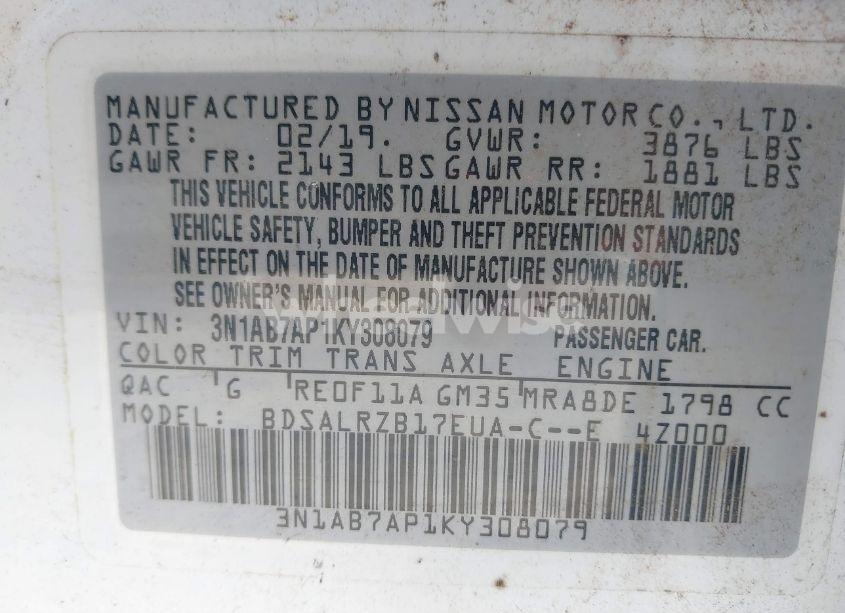 MANUFACTURED BY NISSAN MOTOR CO., LTD.
DATE: 02/19. GVWR: 3876 LBS
GAWR FR: 2143 LBS GAWR RR: 1881 LBS
THIS VEHICLE CONFORMS TO ALL APPLICABLE FEDERAL MOTOR
VEHICLE SAFETY, BUMPER AND THEFT PREVENTION STANDARDS
IN EFFECT ON THE DATE OF MANUFACTURE SHOWN ABOVE.
SEE OWNER'S MANUAL FOR ADDITIONAL INFORMATION.
VIN: 3N1AB7AP1KY308079 PASSENGER CAR.
COLOR TRIM TRANS AXLE ENGINE
QAC G RE0F11A GM35 MRA8DE 1798 CC
MODEL: BDSALRZB17EUA-C--E 4Z000
3N1AB7AP1KY308079